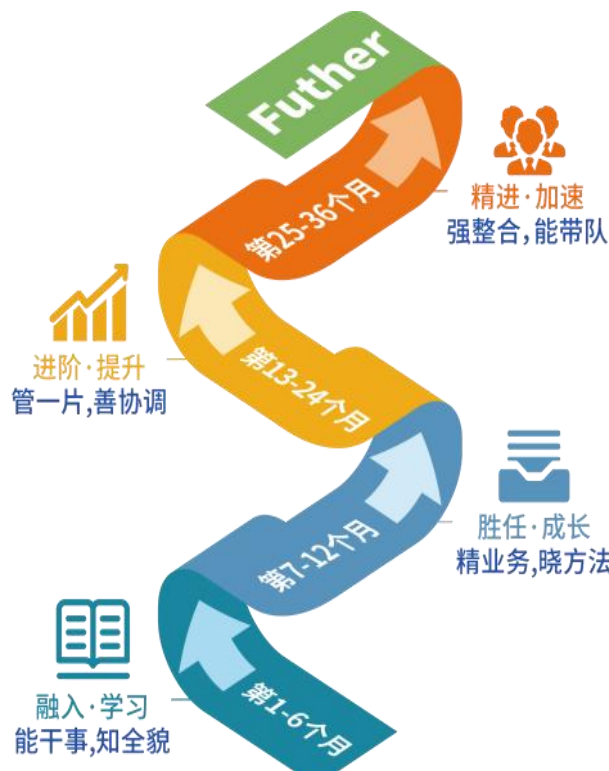 Futher
第25-36个月
精进·加速
强整合，能带队
第13-24个月
进阶·提升
管一片,善协调
第7-12个月
胜任·成长
精业务,晓方法
第1-6个月
融入·学习
能干事,知全貌